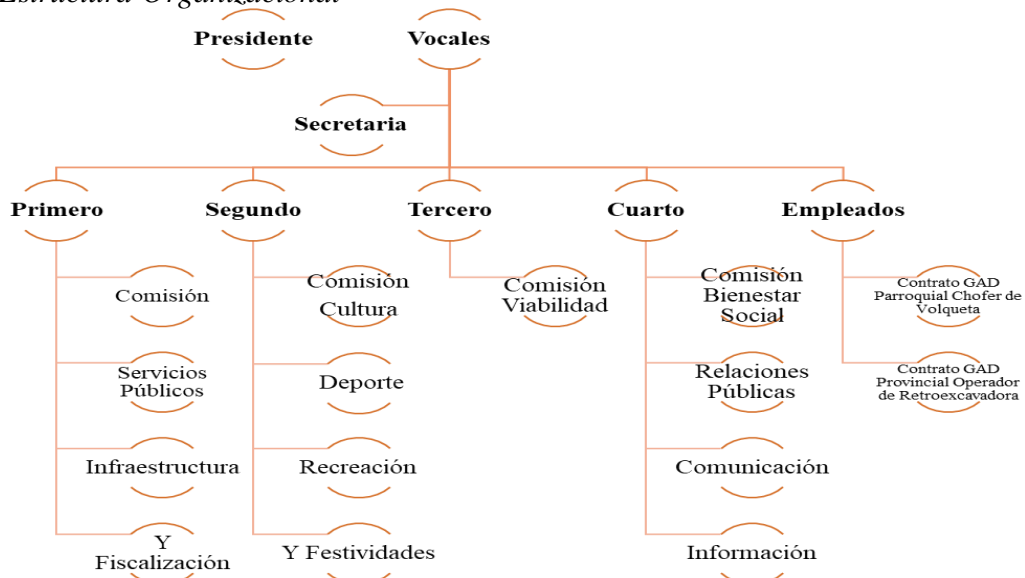 Estructura Organizacional
Presidente
Vocales
Secretaria
Primero
Segundo
Tercero
Cuarto
Empleados
Comisión
Servicios
Públicos
Infraestructura
Y
Fiscalización
Comisión
Cultura
Deporte
Recreación
Y Festividades
Comisión
Viabilidad
Comisión
Bienestar
Social
Relaciones
Públicas
Comunicación
Información
Contrato GAD
Parroquial Chofer de
Volqueta
Contrato GAD
Provincial Operador
de Retroexcavadora